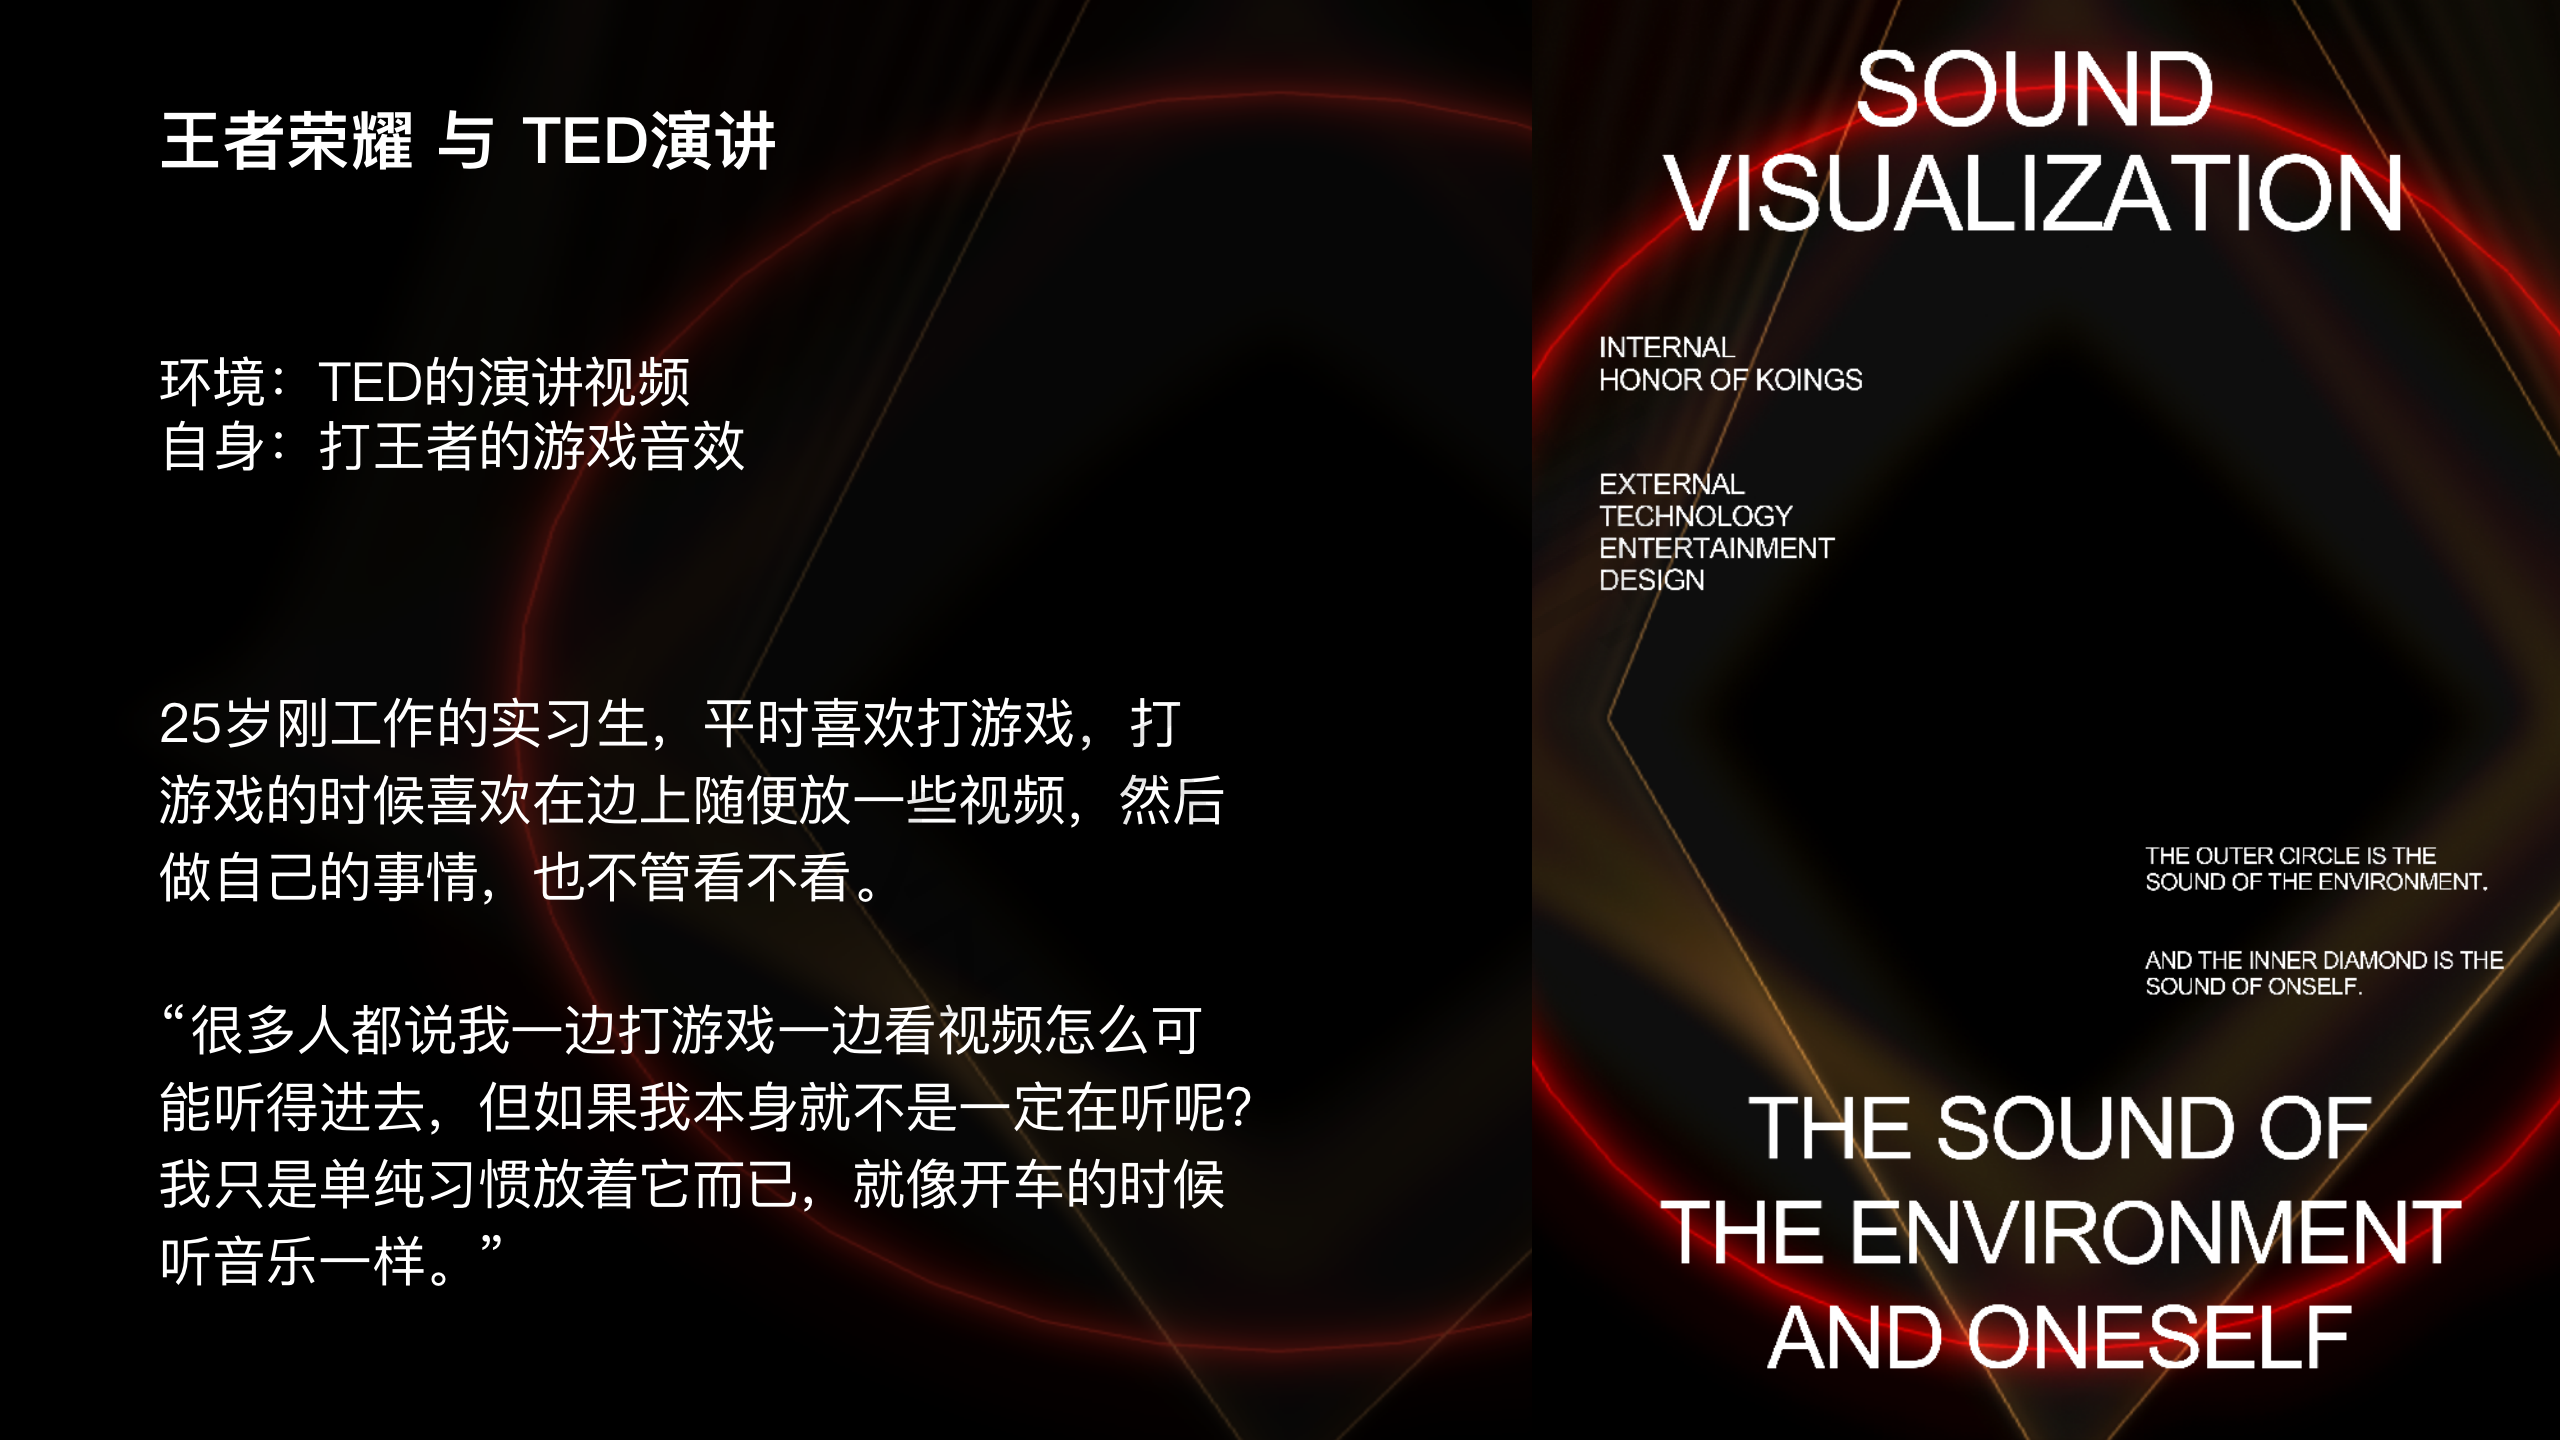 王者荣耀 与 TED演讲
环境：TED的演讲视频
自身：打王者的游戏音效
25岁刚工作的实习生，平时喜欢打游戏，打
游戏的时候喜欢在边上随便放一些视频，然后
做自己的事情，也不管看不看。
“很多人都说我一边打游戏一边看视频怎么可
能听得进去，但如果我本身就不是一定在听呢？
我只是单纯习惯放着它而已，就像开车的时候
听音乐一样。”
SOUND
VISUALIZATION
INTERNAL
HONOR OF KOINGS
EXTERNAL
TECHNOLOGY
ENTERTAINMENT
DESIGN
THE OUTER CIRCLE IS THE
SOUND OF THE ENVIRONMENT.
AND THE INNER DIAMOND IS THE
SOUND OF ONSELF.
THE SOUND OF
THE ENVIRONMENT
AND ONESELF